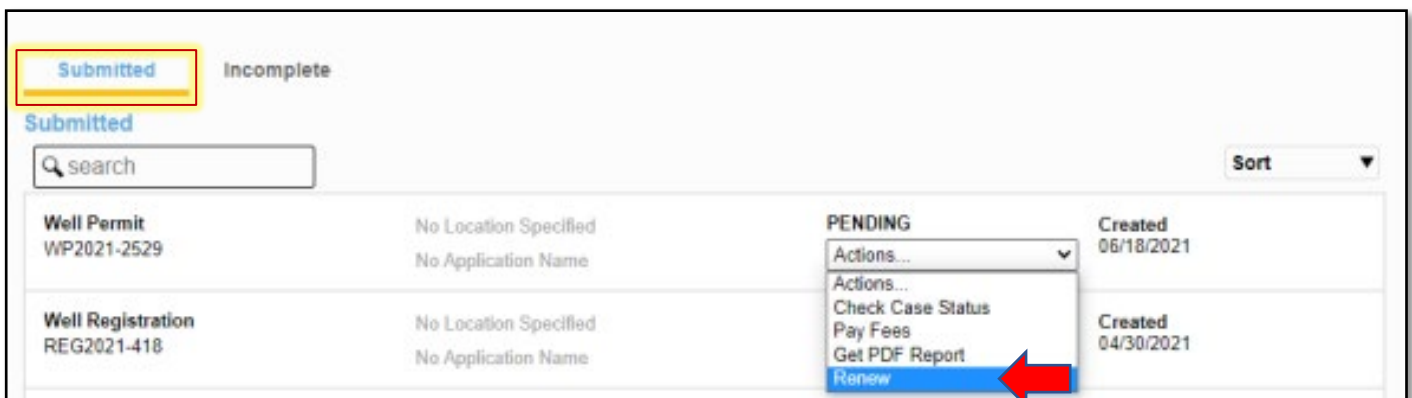 Submitted
Incomplete
Submitted
search
Sort
Well Permit
WP2021-2529
No Location Specified
No Application Name
PENDING
Actions...
Created
06/18/2021
Actions...
Check Case Status
Pay Fees
Get PDF Report
Renew
Well Registration
REG2021-418
No Location Specified
No Application Name
Created
04/30/2021